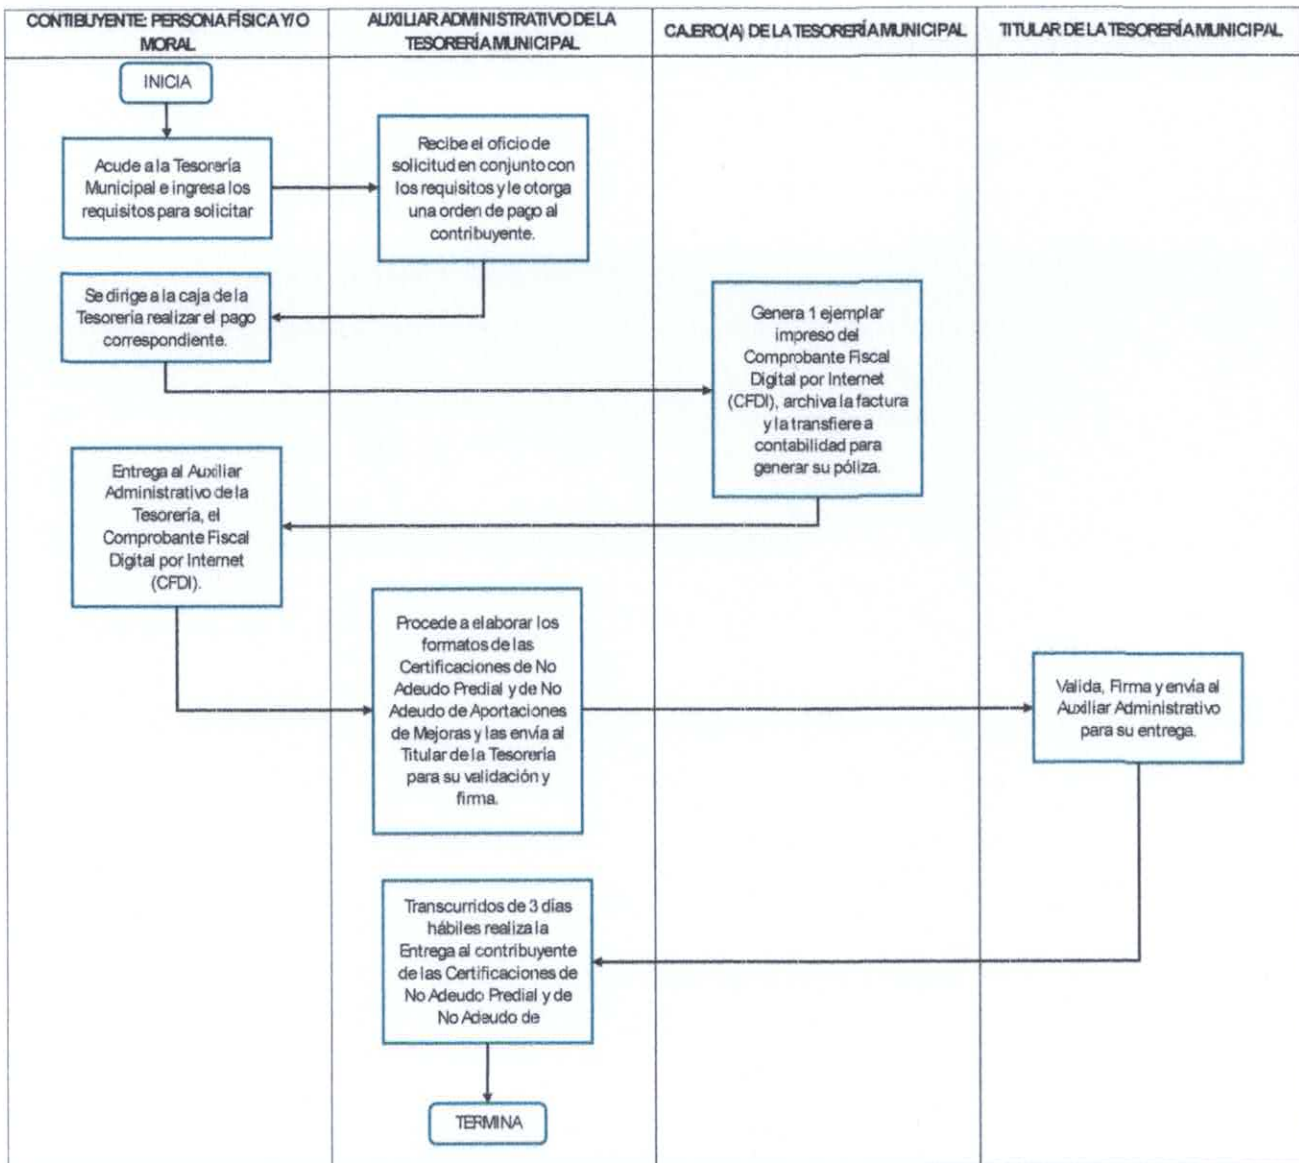 CONTIBUYENTE: PERSONA FÍSICA Y/O
MORAL
AUXILIAR ADMINISTRATIVO DE LA
TESORERÍA MUNICIPAL
CAJERO(A) DE LA TESORERÍA MUNICIPAL
TITULAR DE LA TESORERÍA MUNICIPAL
INICIA
Acude a la Tesorería
Municipal e ingresa los
requisitos para solicitar
Recibe el oficio de
solicitud en conjunto con
los requisitos y le otorga
una orden de pago al
contribuyente.
Se dirige a la caja de la
Tesorería realizar el pago
correspondiente.
Genera 1 ejemplar
impreso del
Comprobante Fiscal
Digital por Internet
(CFDI), archiva la factura
y la transfiere a
contabilidad para
generar su póliza.
Entrega al Auxiliar
Administrativo de la
Tesorería, el
Comprobante Fiscal
Digital por Internet
(CFDI).
Procede a elaborar los
formatos de las
Certificaciones de No
Adeudo Predial y de No
Adeudo de Aportaciones
de Mejoras y las envía al
Titular de la Tesorería
para su validación y
firma.
Valida, Firma y envía al
Auxiliar Administrativo
para su entrega.
Transcurridos de 3 días
hábiles realiza la
Entrega al contribuyente
de las Certificaciones de
No Adeudo Predial y de
No Adeudo de
TERMINA